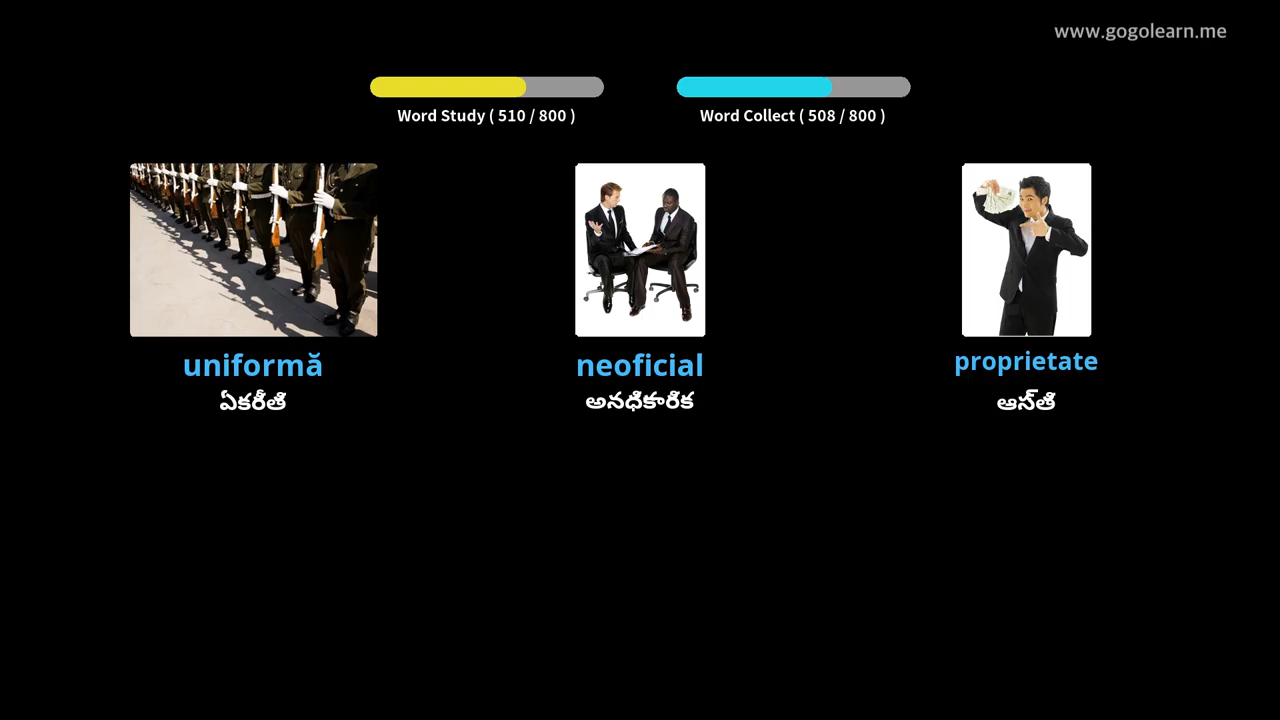 www.gogolearn.me
Word Study ( 510 / 800 )
Word Collect ( 508 / 800 )
uniformă
neoficial
proprietate
ఏకరీతి
అనధికారిక
ఆస్తి